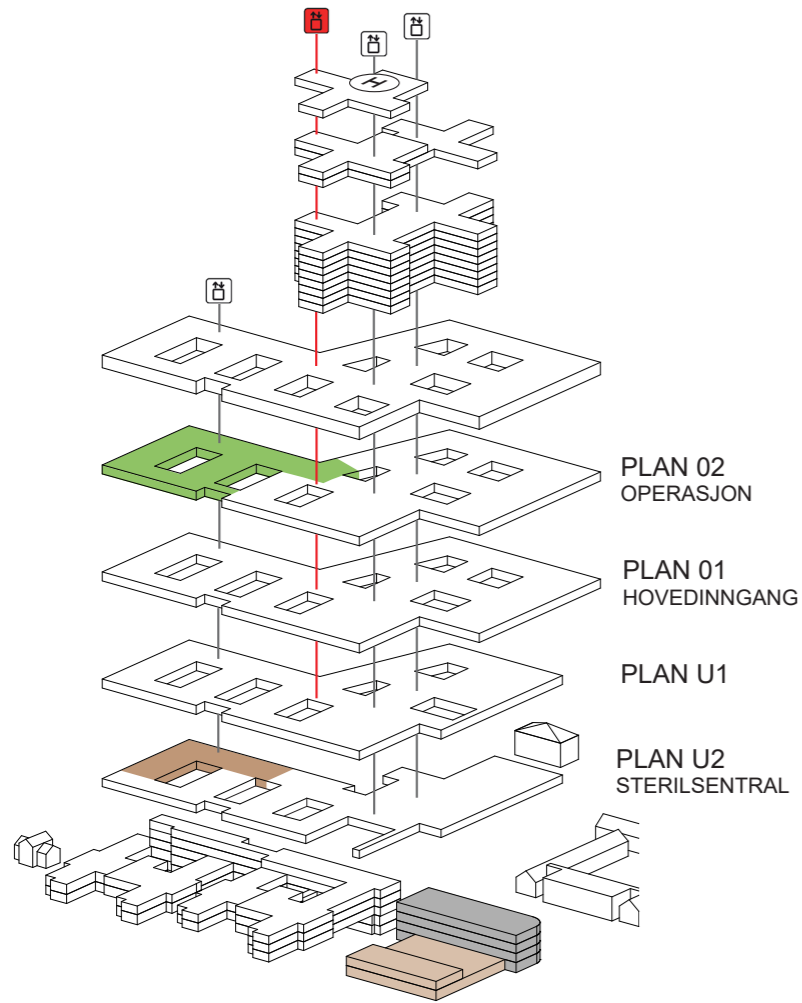 H
PLAN 02
OPERASJON
PLAN 01
HOVEDINNGANG
PLAN U1
PLAN U2
STERILSENTRAL